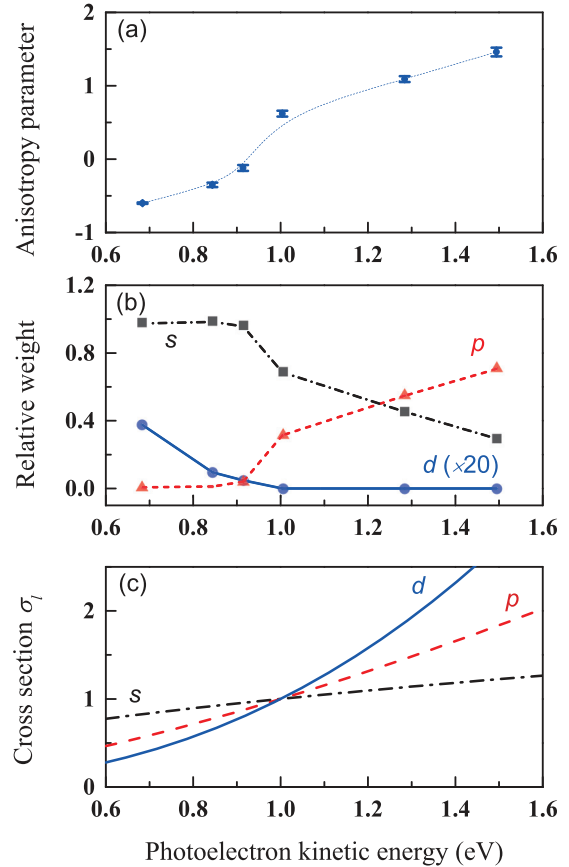 (a)
Anisotropy parameter
2
1
0
-1
0.6 0.8 1.0 1.2 1.4 1.6
(b)
Relative weight
1.2
0.8
0.4
0.0
s
p
d (×20)
0.6 0.8 1.0 1.2 1.4 1.6
(c)
Cross section σl
2
1
0
s
d
p
0.6 0.8 1.0 1.2 1.4 1.6
Photoelectron kinetic energy (eV)